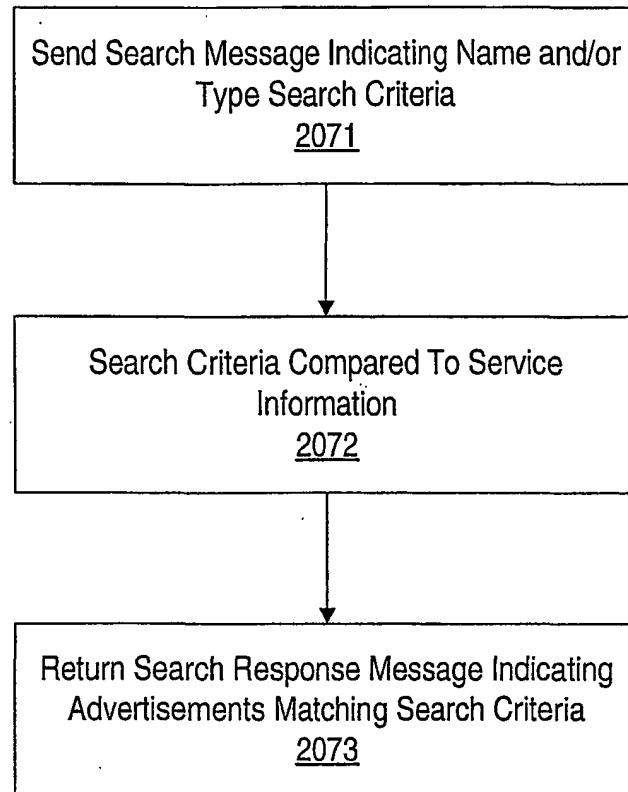 Send Search Message Indicating Name and/or
Type Search Criteria
2071
Search Criteria Compared To Service
Information
2072
Return Search Response Message Indicating
Advertisements Matching Search Criteria
2073